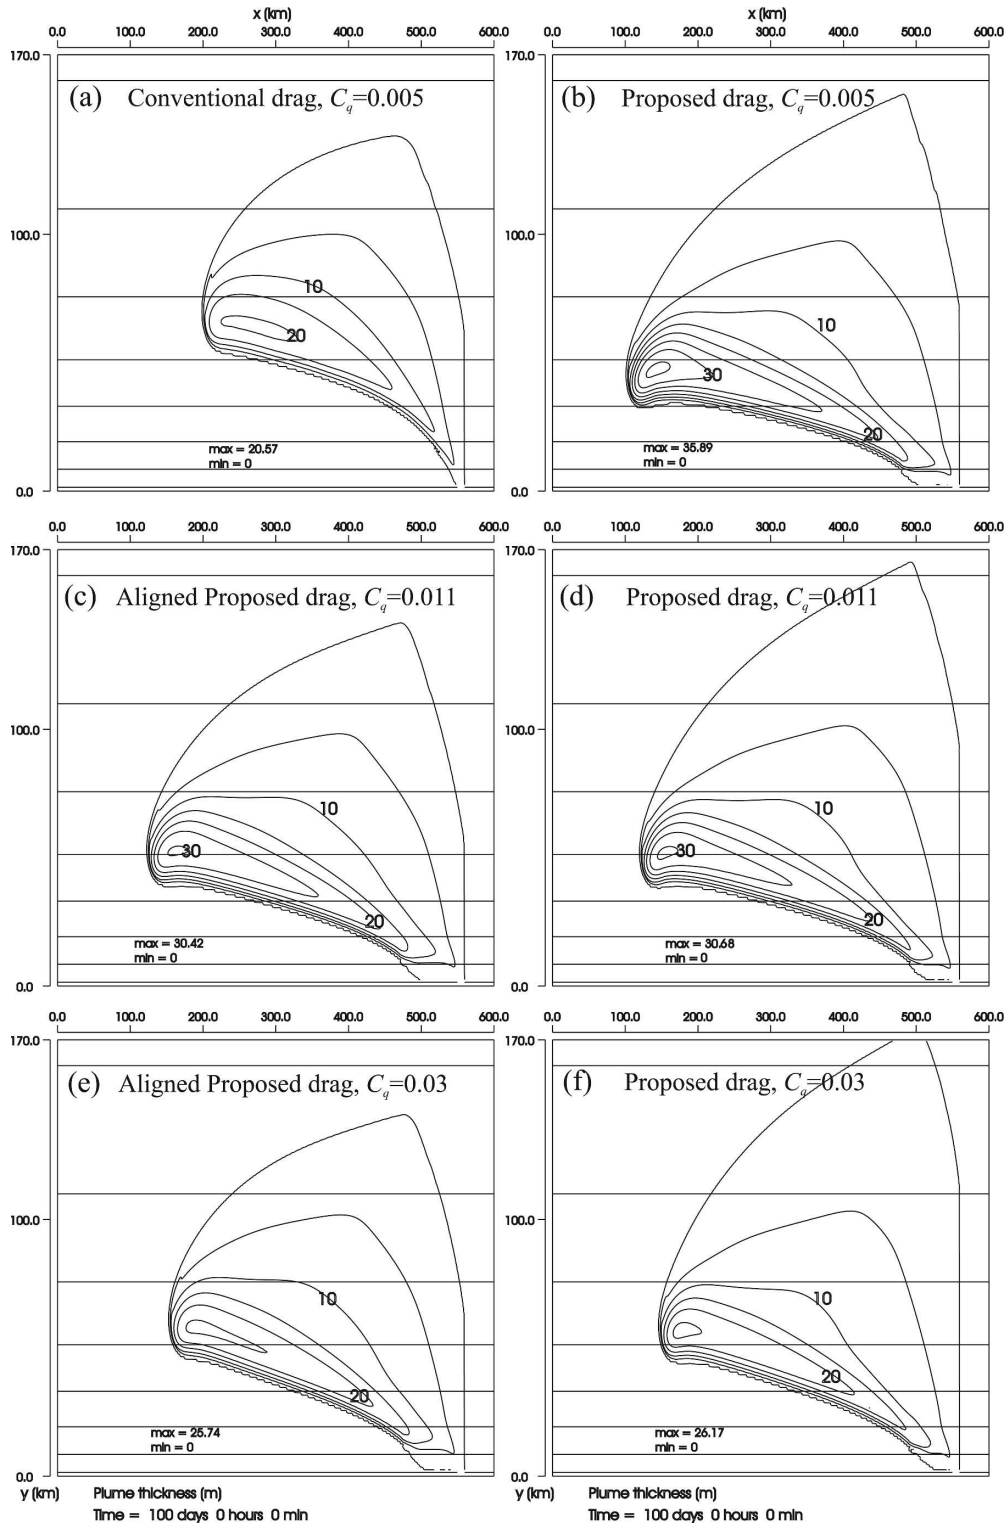 x (km) x (km)
0.0 100.0 200.0 300.0 400.0 500.0 600.0 0.0 100.0 200.0 300.0 400.0 500.0 600.0
170.0 170.0
(a) Conventional drag, C_q=0.005 (b) Proposed drag, C_q=0.005
100.0 100.0
10 10
20 30
20
max = 20.57 max = 35.89
min = 0 min = 0
0.0 0.0
0.0 100.0 200.0 300.0 400.0 500.0 600.0 0.0 100.0 200.0 300.0 400.0 500.0 600.0
170.0 170.0
(c) Aligned Proposed drag, C_q=0.011 (d) Proposed drag, C_q=0.011
100.0 100.0
10 10
30 30
20 20
max = 30.42 max = 30.68
min = 0 min = 0
0.0 0.0
0.0 100.0 200.0 300.0 400.0 500.0 600.0 0.0 100.0 200.0 300.0 400.0 500.0 600.0
170.0 170.0
(e) Aligned Proposed drag, C_q=0.03 (f) Proposed drag, C_q=0.03
100.0 100.0
10 10
20 20
max = 25.74 max = 26.17
min = 0 min = 0
0.0 0.0
y (km) Plume thickness (m) y (km) Plume thickness (m)
Time = 100 days 0 hours 0 min Time = 100 days 0 hours 0 min